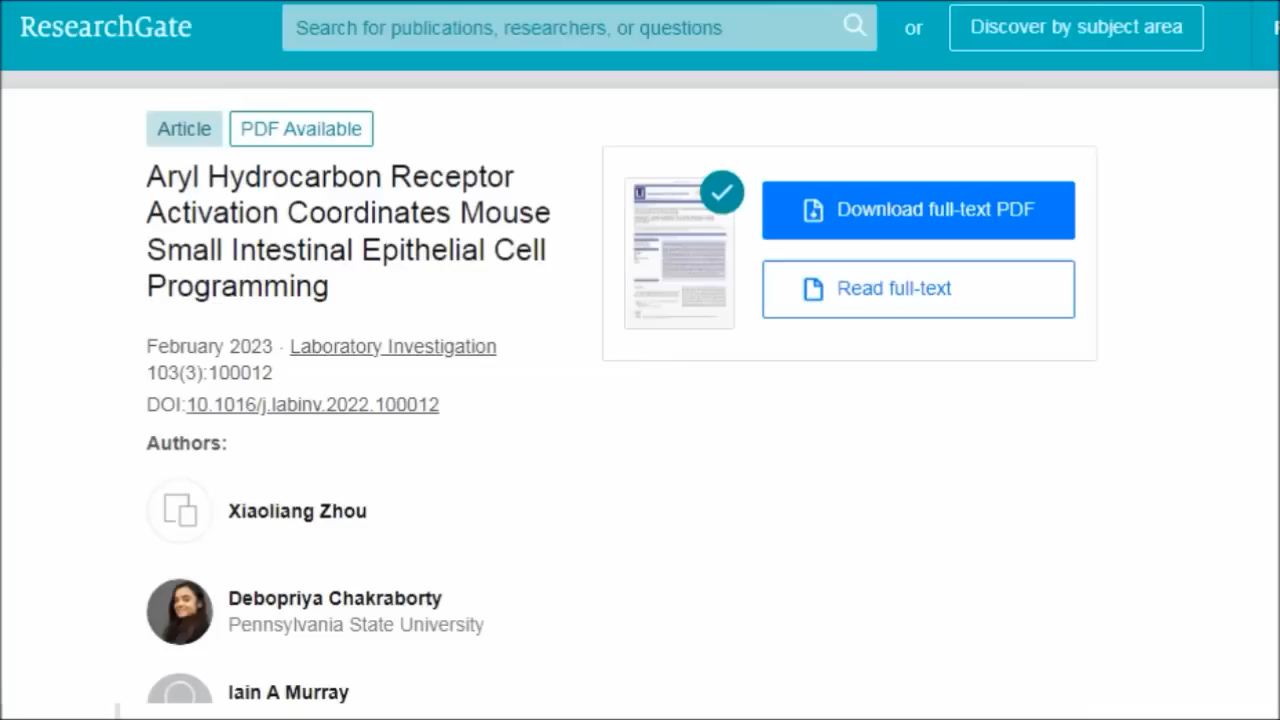 ResearchGate
Search for publications, researchers, or questions
or
Discover by subject area
Article
PDF Available
Aryl Hydrocarbon Receptor
Activation Coordinates Mouse
Small Intestinal Epithelial Cell
Programming
Download full-text PDF
Read full-text
February 2023 · Laboratory Investigation
103(3):100012
DOI:10.1016/j.labinv.2022.100012
Authors:
Xiaoliang Zhou
Debopriya Chakraborty
Pennsylvania State University
Iain A Murray